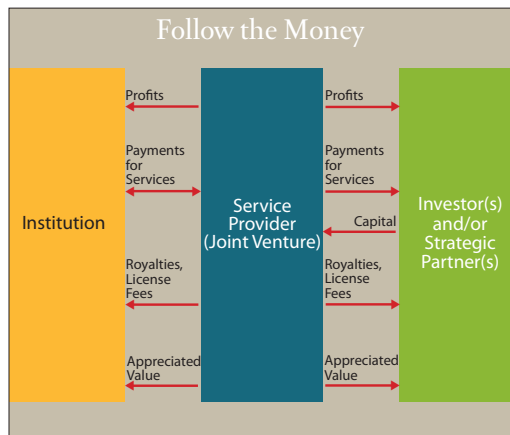 Follow the Money
Profits
Payments
for
Services
Institution
Royalties,
License
Fees
Appreciated
Value
Service
Provider
(Joint Venture)
Profits
Payments
for
Services
Capital
Royalties,
License
Fees
Appreciated
Value
Investor(s)
and/or
Strategic
Partner(s)